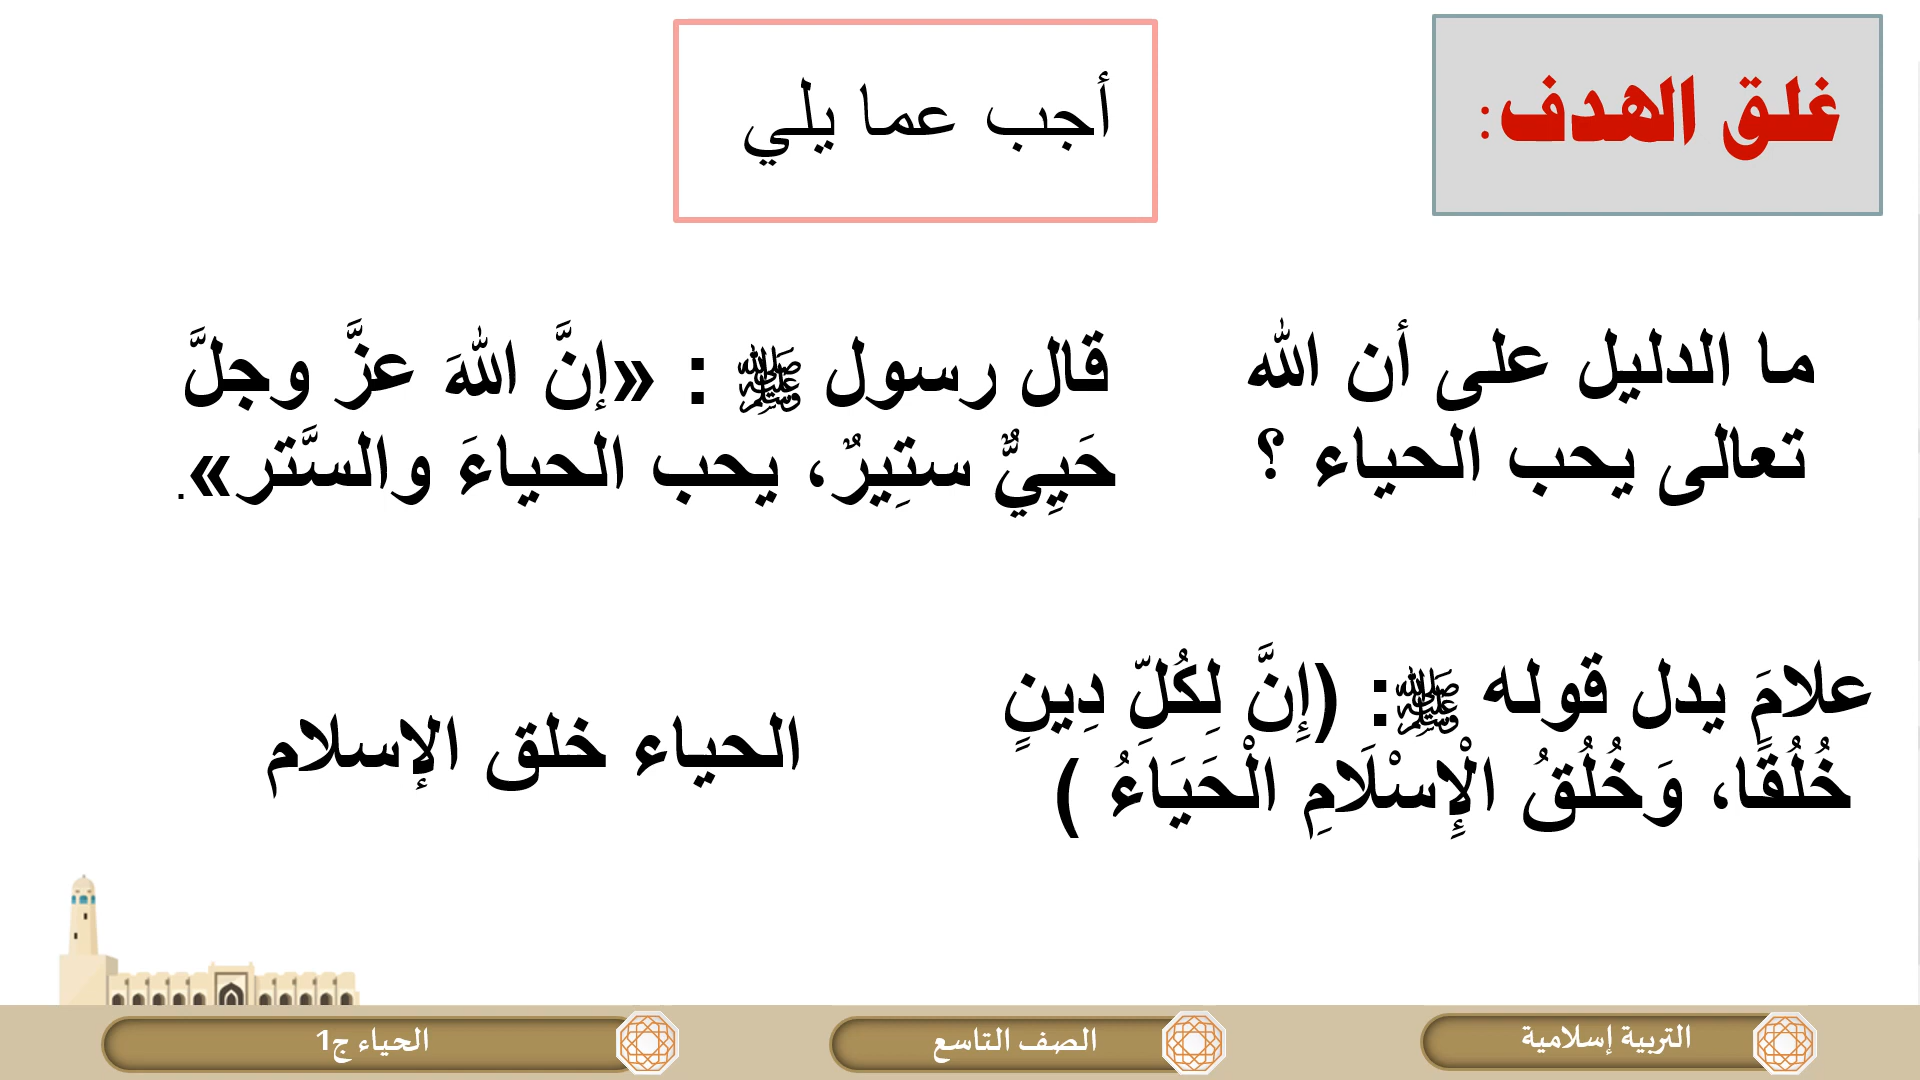 غلق الهدف:
أجب عما يلي
ما الدليل على أن الله
تعالى يحب الحياء ؟
قال رسول ﷺ : «إنَّ اللهَ عزَّ وجلَّ
حَيِيٌّ ستِيرٌ، يحب الحياءَ والسَّتر».
علامَ يدل قوله ﷺ: (إِنَّ لِكُلِّ دِينٍ
خُلُقًا، وَخُلُقُ الْإِسْلَامِ الْحَيَاءُ )
الحياء خلق الإسلام
التربية إسلامية
الصف التاسع
الحياء ج1